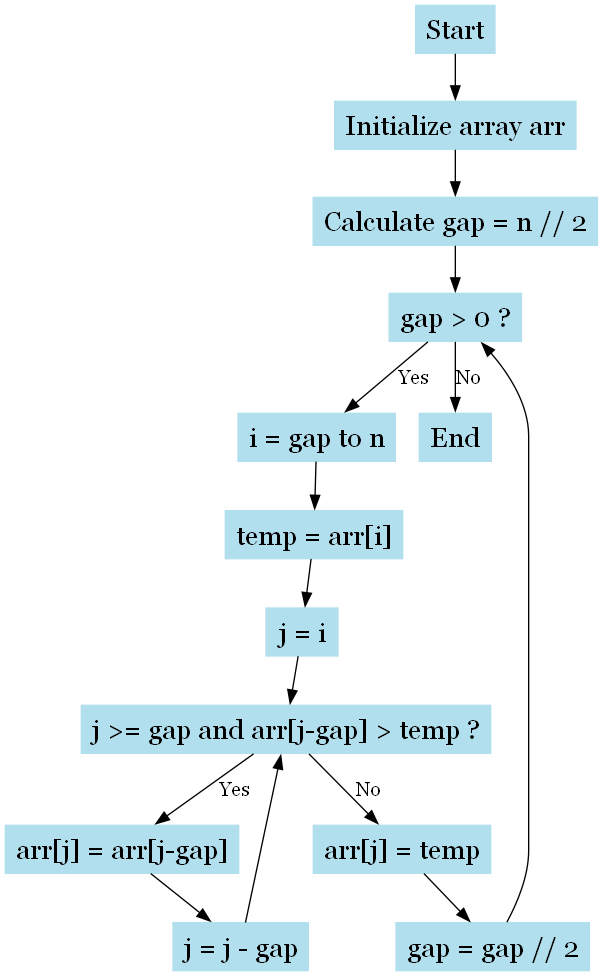 Start
Initialize array arr
Calculate gap = n // 2
gap > 0 ?
Yes
No
i = gap to n
End
temp = arr[i]
j = i
j >= gap and arr[j-gap] > temp ?
Yes
No
arr[j] = arr[j-gap]
arr[j] = temp
j = j - gap
gap = gap // 2